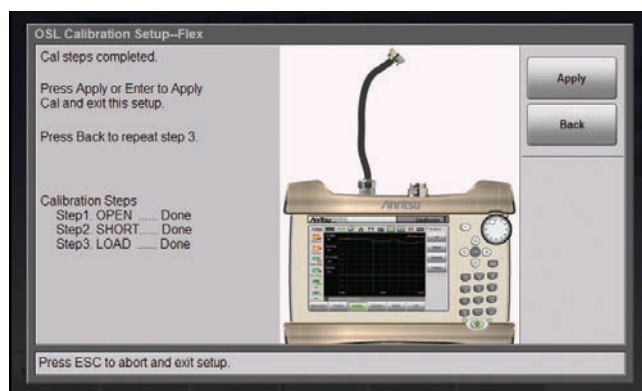 OSL Calibration Setup--Flex
Cal steps completed.
Press Apply or Enter to Apply
Cal and exit this setup.
Press Back to repeat step 3.
Calibration Steps
Step1. OPEN ...... Done
Step2. SHORT..... Done
Step3. LOAD ...... Done
Apply
Back
Anritsu
Anritsu
Press ESC to abort and exit setup.